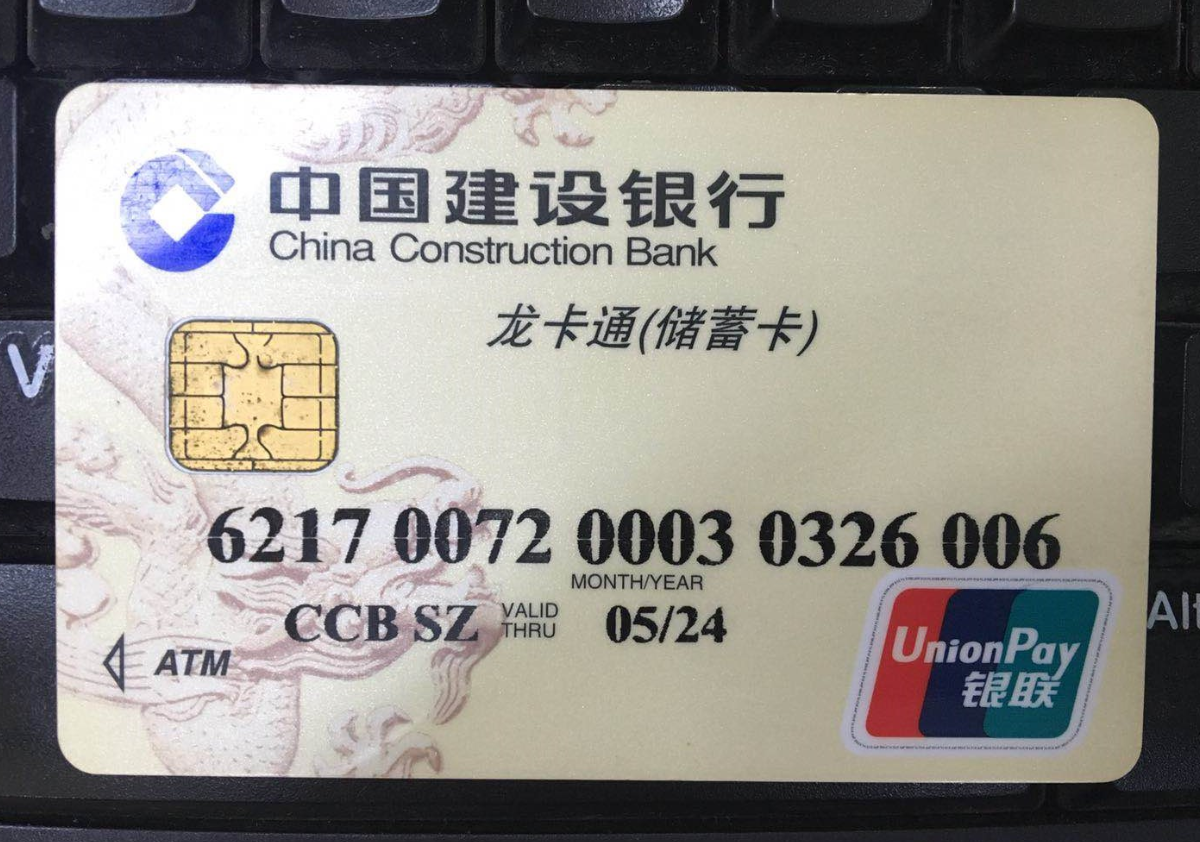 中国建设银行
China Construction Bank
龙卡通(储蓄卡)
6217 0072 0003 0326 006
MONTH/YEAR
CCB SZ VALID THRU 05/24
ATM
UnionPay
银联
V
Alt